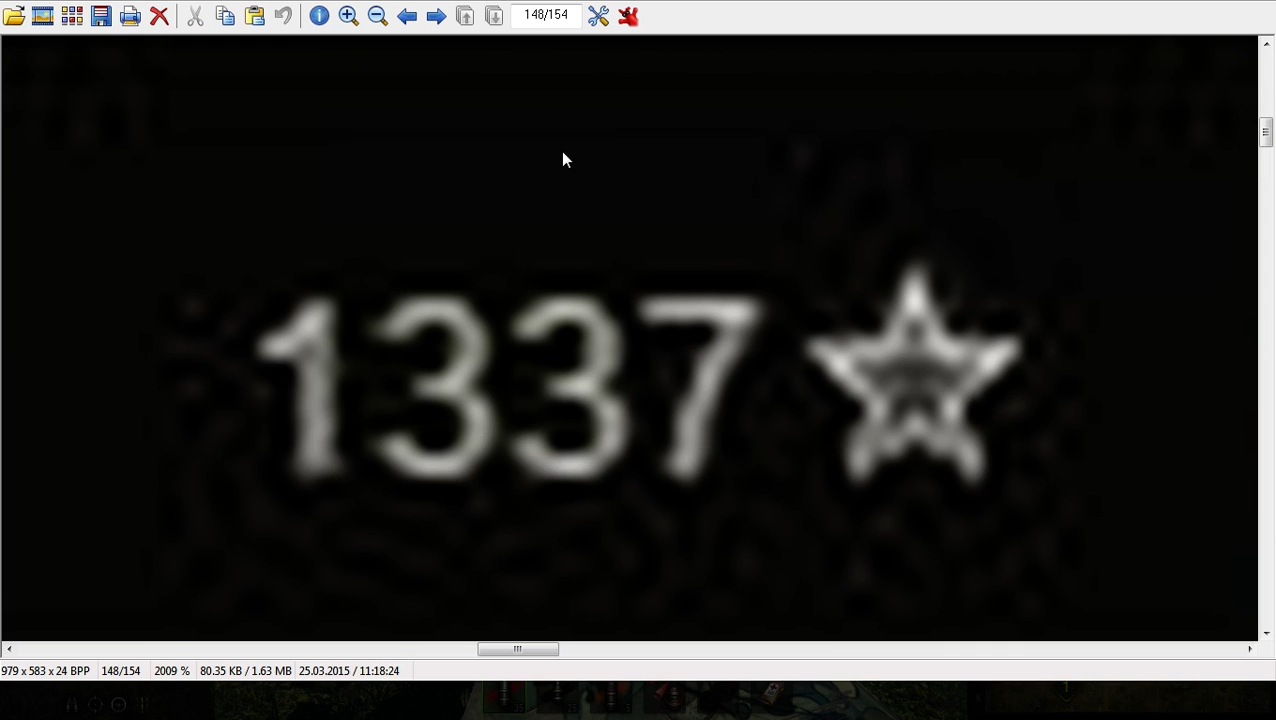 148/154
1337
979 x 583 x 24 BPP 148/154 2009 % 80.35 KB / 1.63 MB 25.03.2015 / 11:18:24